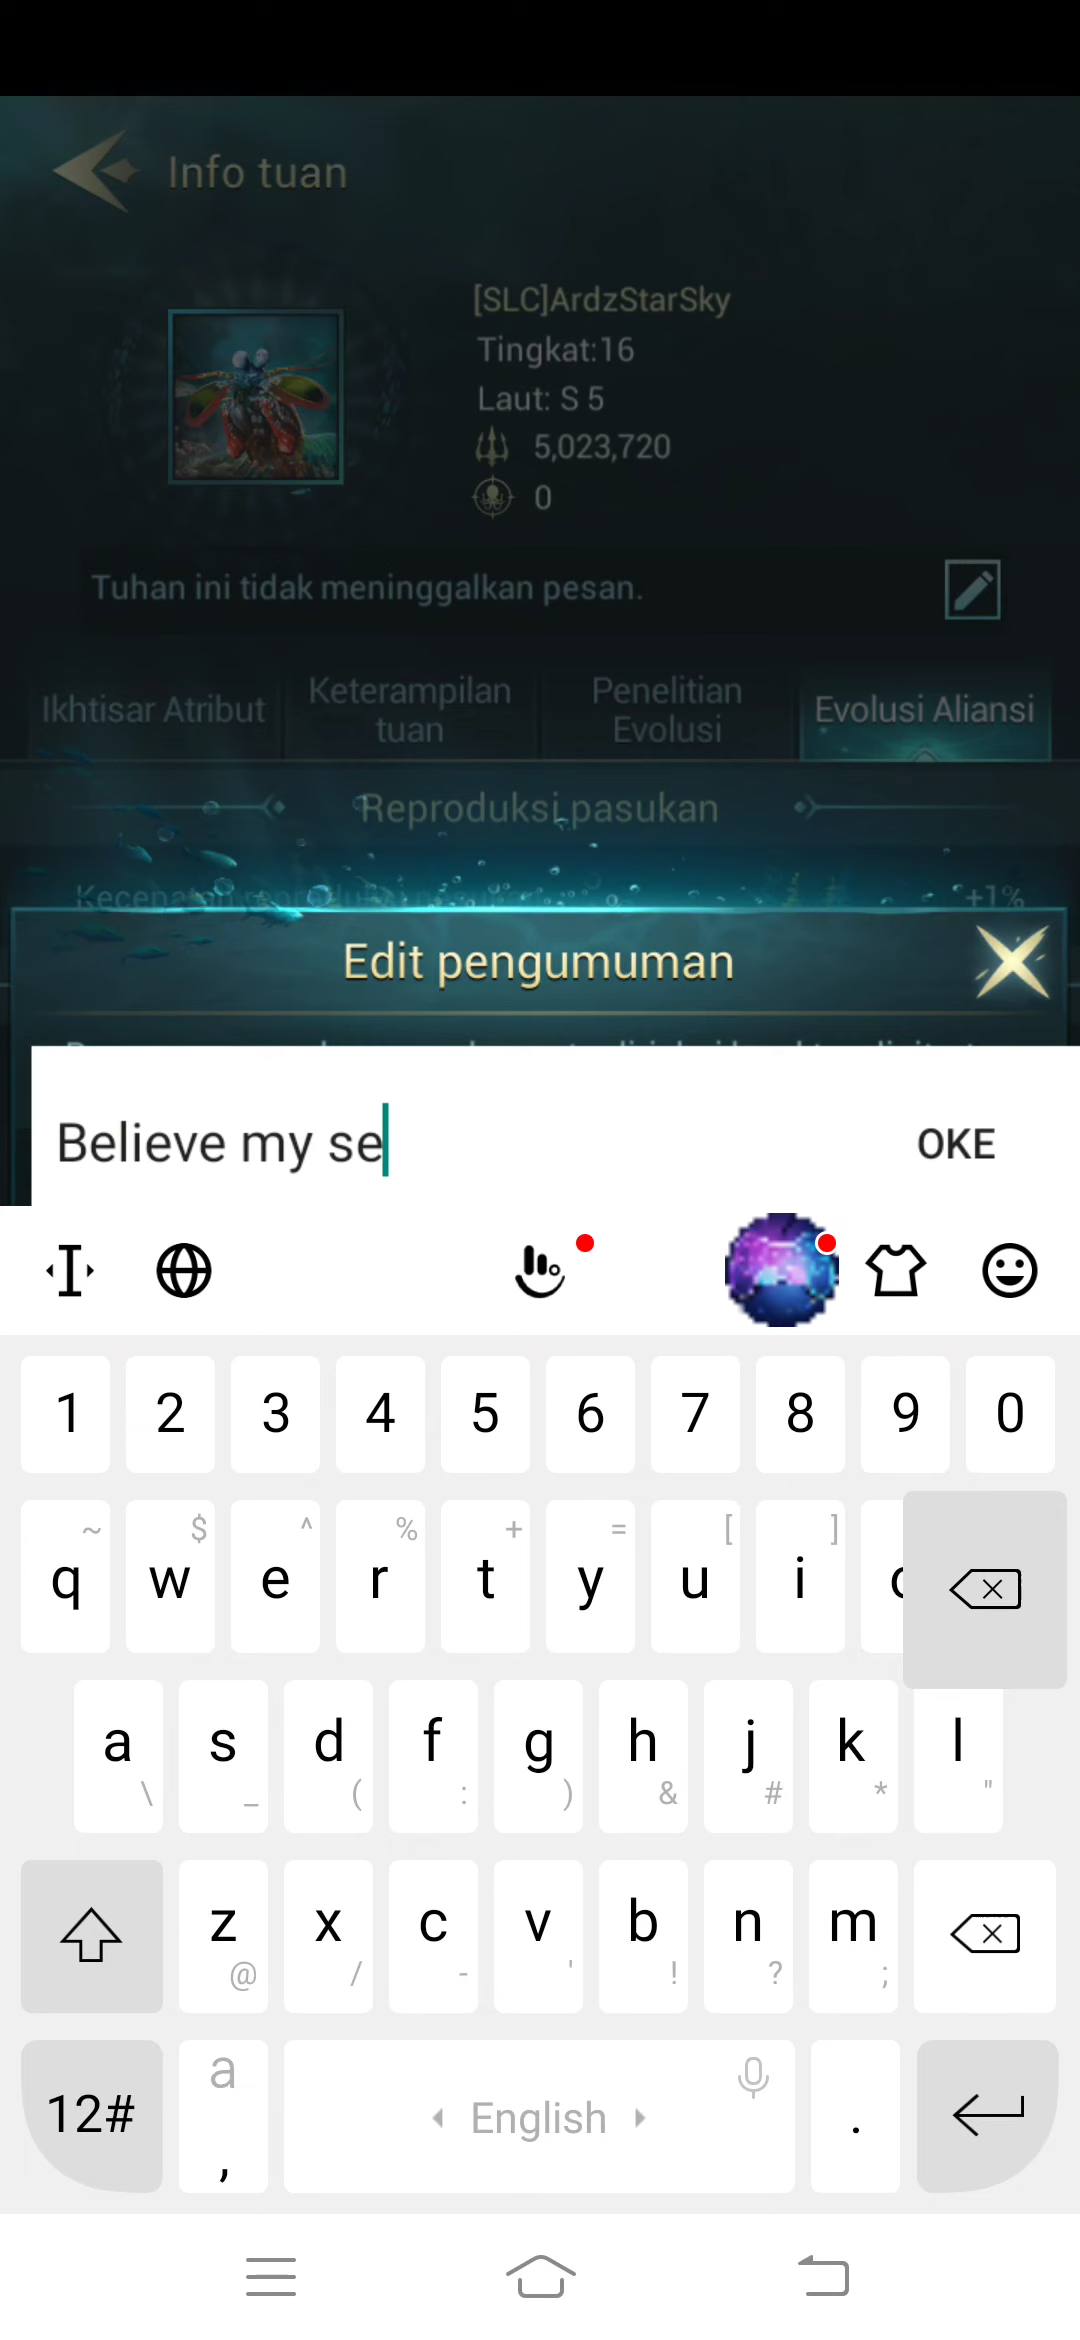 Info tuan
[SLC]ArdzStarSky
Tingkat:16
Laut: S 5
5,023,720
0
Tuhan ini tidak meninggalkan pesan.
Ikhtisar Atribut
Keterampilan tuan
Penelitian Evolusi
Evolusi Aliansi
Reproduksi pasukan
Kecepatan reproduksi +1%
Edit pengumuman
Believe my se
OKE
1 2 3 4 5 6 7 8 9 0
~ $ ^ % + = [ ]
q w e r t y u i
a s d f g h j k l
\ _ ( : ) & # * "
z x c v b n m
@ / - ' ! ? ;
12# a , English .